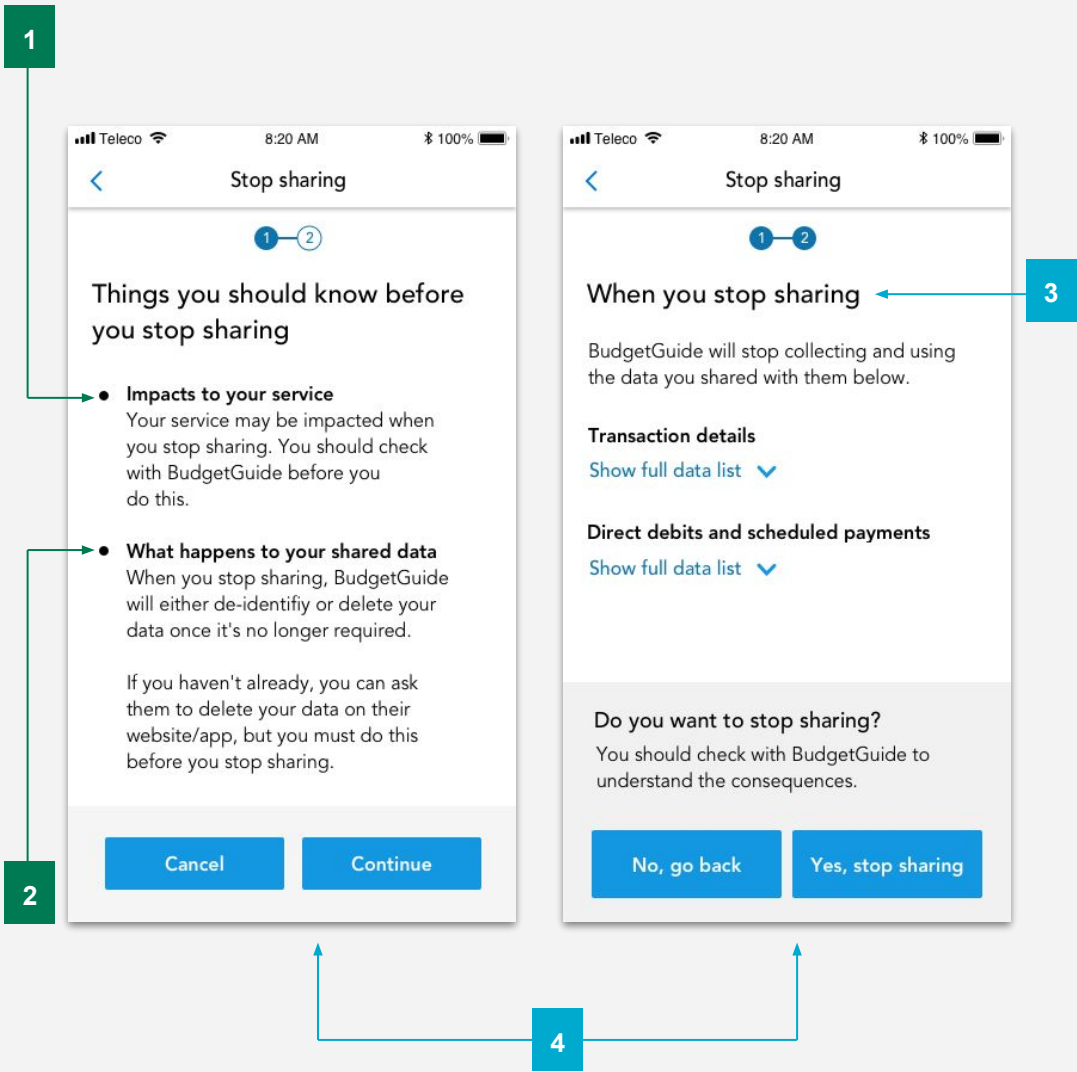 1
Teleco 8:20 AM 100%
Stop sharing
1 2
Things you should know before
you stop sharing
Impacts to your service
Your service may be impacted when
you stop sharing. You should check
with BudgetGuide before you
do this.
What happens to your shared data
When you stop sharing, BudgetGuide
will either de-identifiy or delete your
data once it's no longer required.
If you haven't already, you can ask
them to delete your data on their
website/app, but you must do this
before you stop sharing.
Cancel Continue
2
Teleco 8:20 AM 100%
Stop sharing
1 2
When you stop sharing
3
BudgetGuide will stop collecting and using
the data you shared with them below.
Transaction details
Show full data list
Direct debits and scheduled payments
Show full data list
Do you want to stop sharing?
You should check with BudgetGuide to
understand the consequences.
No, go back Yes, stop sharing
4